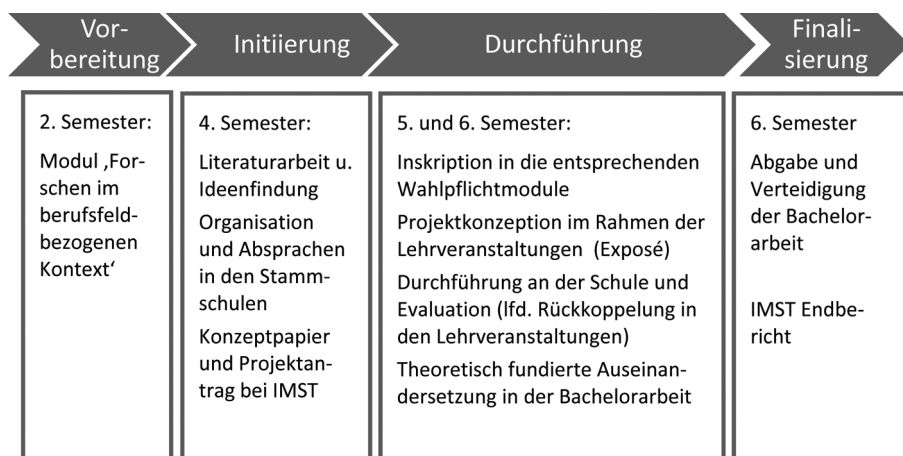 Vor-
bereitung
Initiierung
Durchführung
Finali-
sierung
2. Semester:
Modul ‚For-
schen im
berufsfeld-
bezogenen
Kontext‘
4. Semester:
Literaturarbeit u.
Ideenfindung
Organisation
und Absprachen
in den Stamm-
schulen
Konzeptpapier
und Projektan-
trag bei IMST
5. und 6. Semester:
Inskription in die entsprechenden
Wahlpflichtmodule
Projektkonzeption im Rahmen der
Lehrveranstaltungen (Exposé)
Durchführung an der Schule und
Evaluation (lfd. Rückkoppelung in
den Lehrveranstaltungen)
Theoretisch fundierte Auseinan-
dersetzung in der Bachelorarbeit
6. Semester
Abgabe und
Verteidigung
der Bachelor-
arbeit
IMST Endbe-
richt